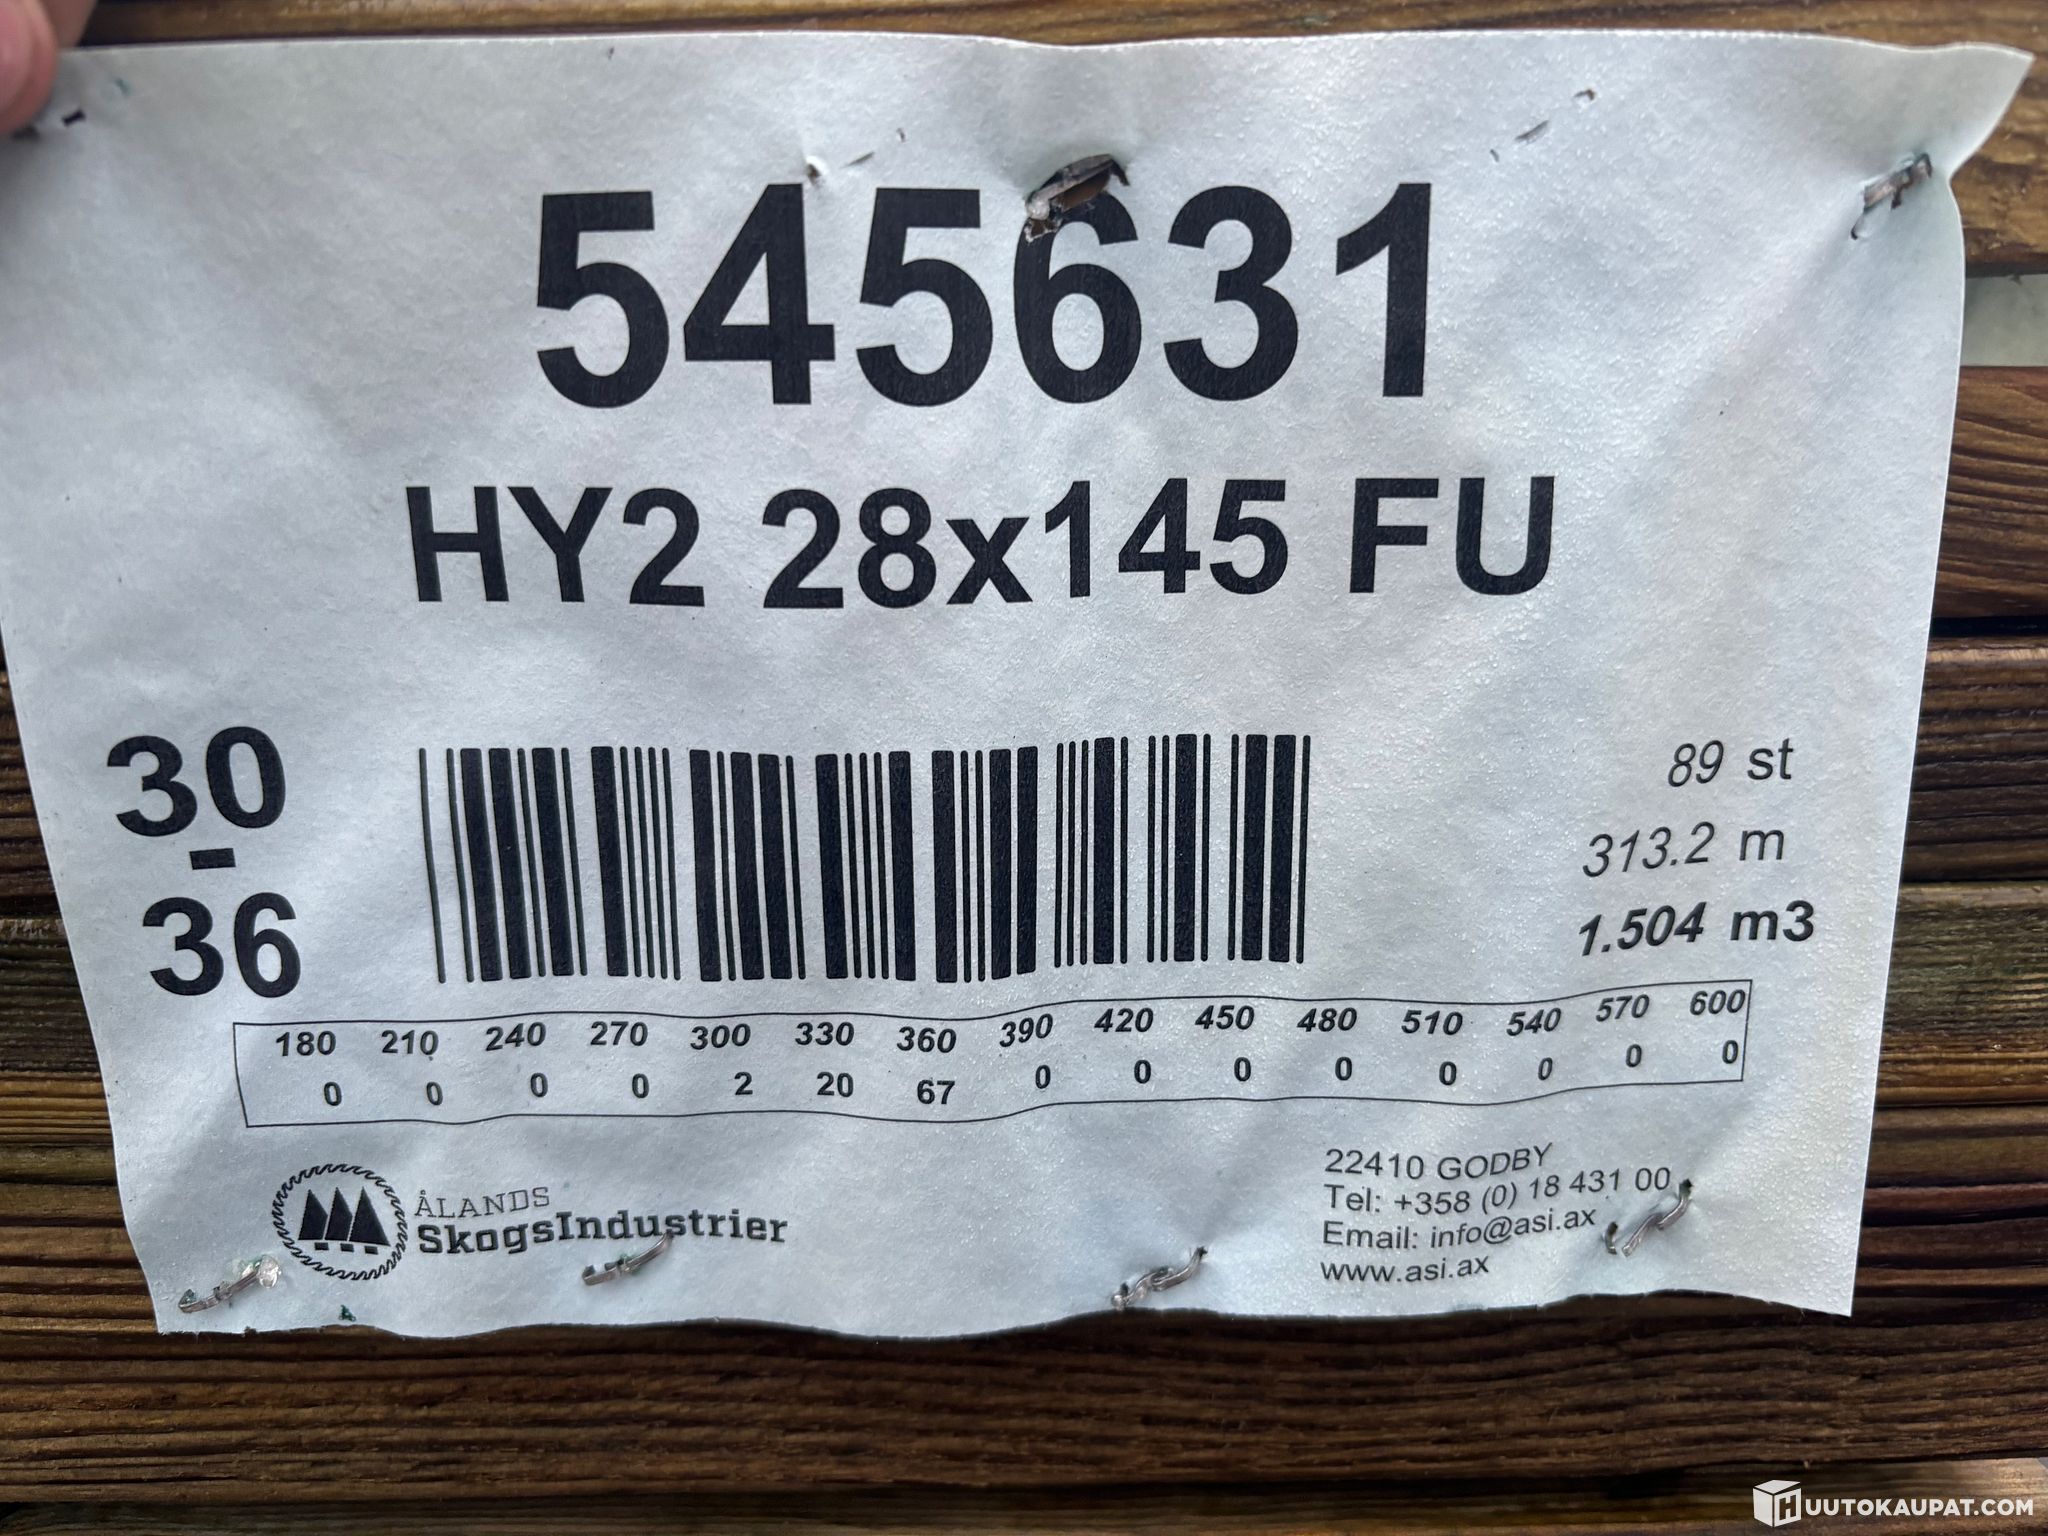 545631
HY2 28x145 FU
30
-
36
89 st
313.2 m
1.504 m3
180 210 240 270 300 330 360 390 420 450 480 510 540 570 600
0 0 0 0 2 20 67 0 0 0 0 0 0 0 0
ÅLANDS
SkogsIndustrier
22410 GODBY
Tel: +358 (0) 18 431 00
Email: info@asi.ax
www.asi.ax
HUUTOKAUPAT.COM